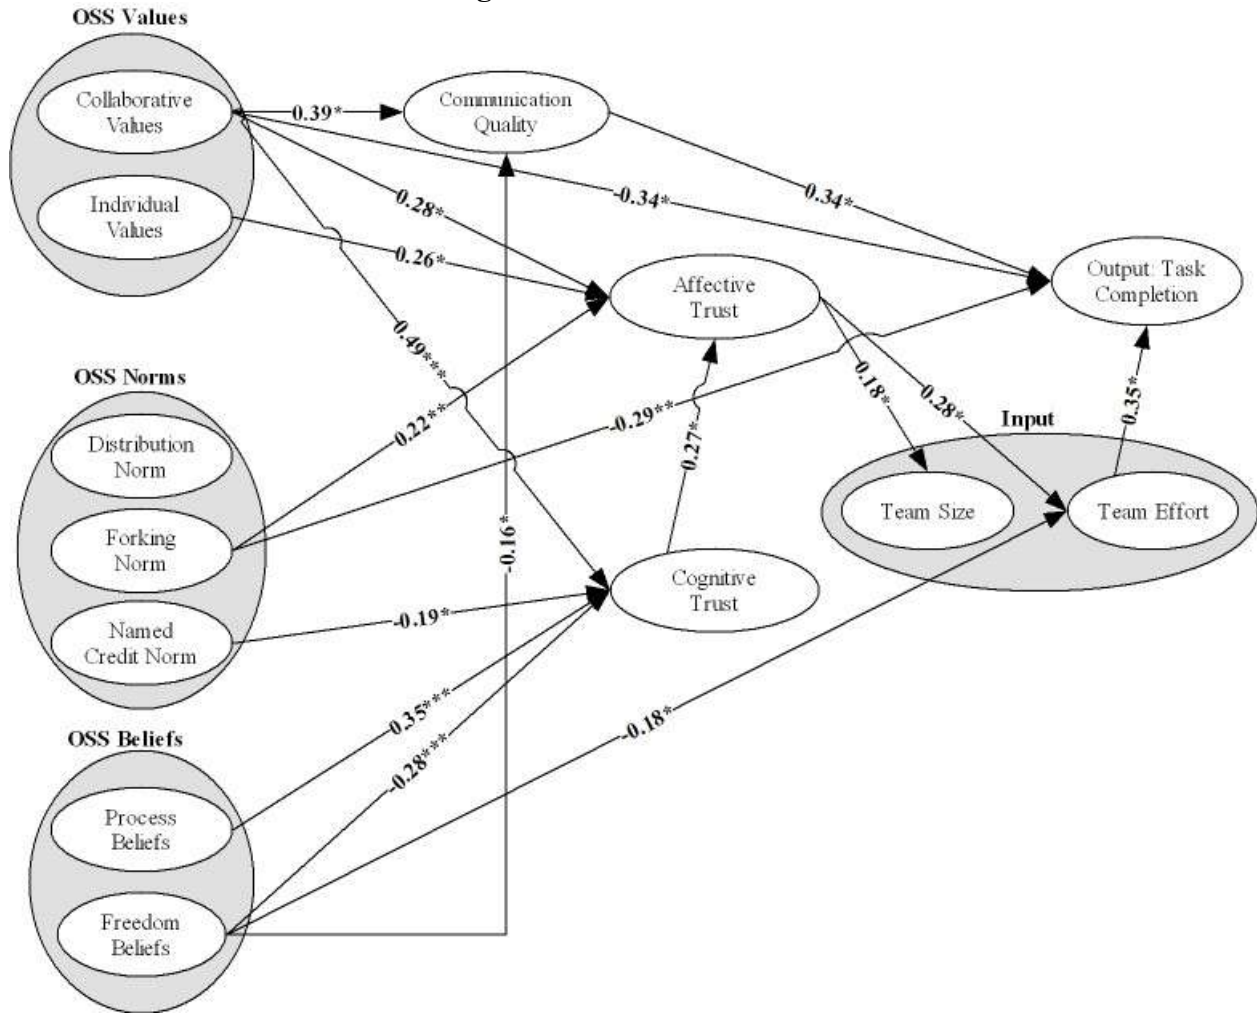 OSS Values
Collaborative
Values
Individual
Values
0.39*
Communication
Quality
0.28*
-0.34*
0.34*
0.26*
Affective
Trust
Output: Task
Completion
0.49***
OSS Norms
Distribution
Norm
Forking
Norm
Named
Credit Norm
0.22**
-0.29**
0.18*
0.28*
0.35*
0.27*
Input
Team Size
Team Effort
-0.16*
Cognitive
Trust
-0.19*
0.35***
-0.28***
-0.18*
OSS Beliefs
Process
Beliefs
Freedom
Beliefs